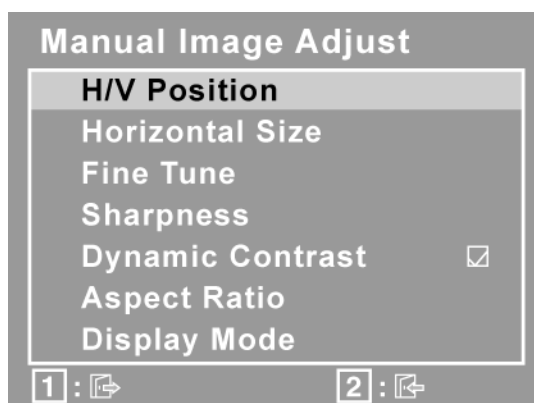 Manual Image Adjust
H/V Position
Horizontal Size
Fine Tune
Sharpness
Dynamic Contrast
Aspect Ratio
Display Mode
1 : 2 :